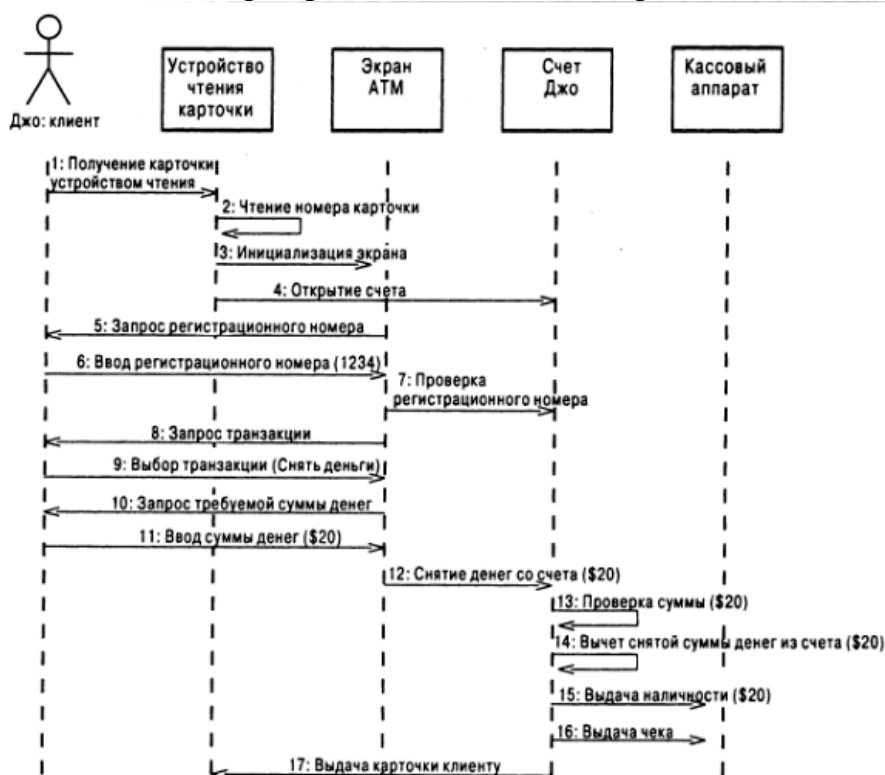 Джо: клиент
Устройство
чтения
карточки
Экран
АТМ
Счет
Джо
Кассовый
аппарат
1: Получение карточки
устройством чтения
2: Чтение номера карточки
3: Инициализация экрана
4: Открытие счета
5: Запрос регистрационного номера
6: Ввод регистрационного номера (1234)
7: Проверка
регистрационного номера
8: Запрос транзакции
9: Выбор транзакции (Снять деньги)
10: Запрос требуемой суммы денег
11: Ввод суммы денег ($20)
12: Снятие денег со счета ($20)
13: Проверка суммы ($20)
14: Вычет снятой суммы денег из счета ($20)
15: Выдача наличности ($20)
16: Выдача чека
17: Выдача карточки клиенту